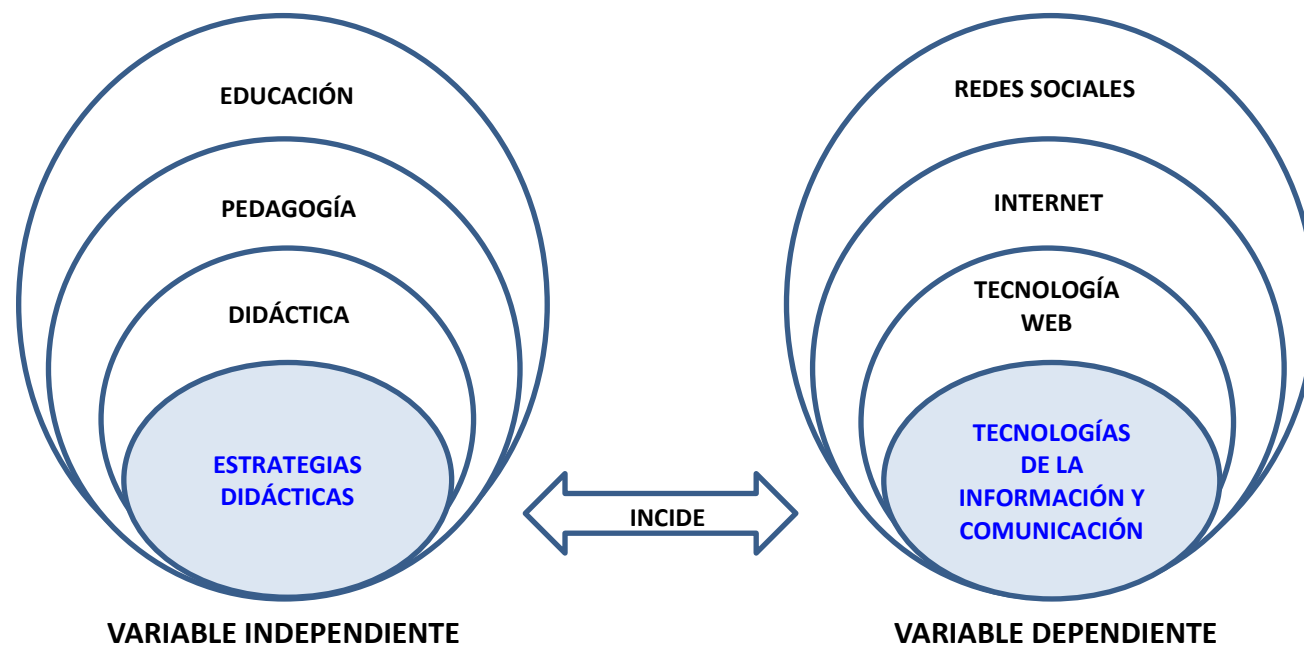 EDUCACIÓN
PEDAGOGÍA
DIDÁCTICA
ESTRATEGIAS
DIDÁCTICAS
VARIABLE INDEPENDIENTE
INCIDE
REDES SOCIALES
INTERNET
TECNOLOGÍA
WEB
TECNOLOGÍAS
DE LA
INFORMACIÓN Y
COMUNICACIÓN
VARIABLE DEPENDIENTE